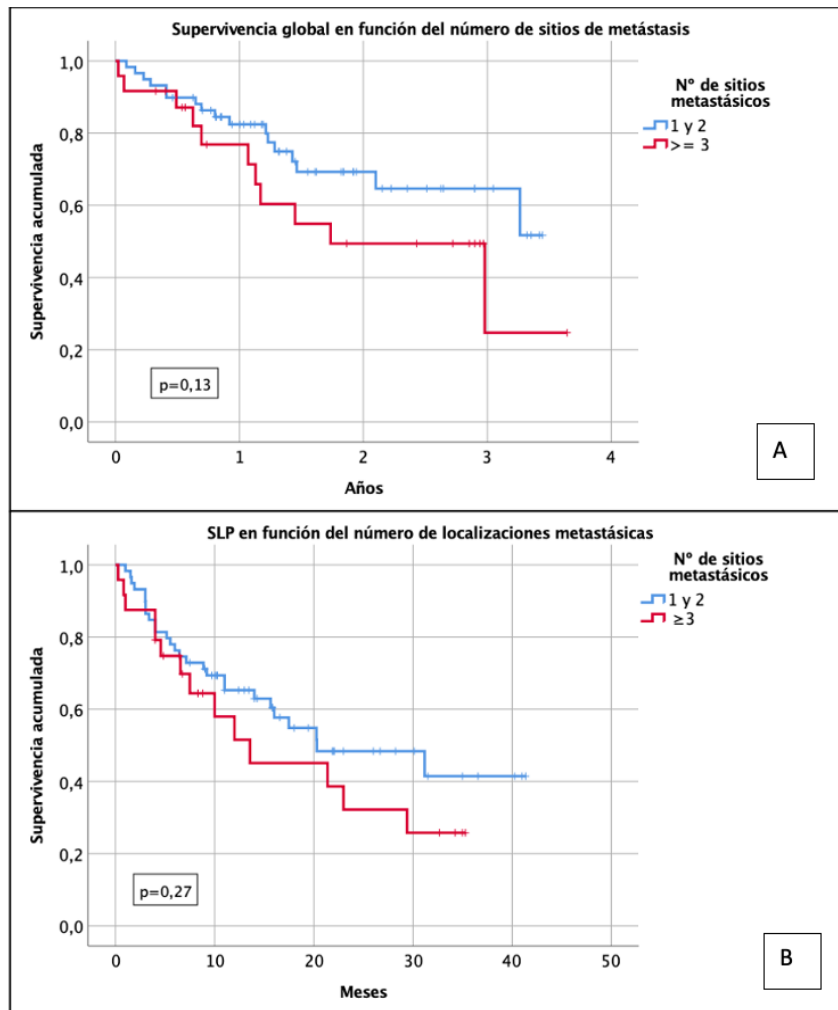 Supervivencia global en función del número de sitios de metástasis
Nº de sitios
metastásicos
1 y 2
>= 3
Supervivencia acumulada
1,0
0,8
0,6
0,4
0,2
0,0
p=0,13
0 1 2 3 4
Años
A
SLP en función del número de localizaciones metastásicas
Nº de sitios
metastásicos
1 y 2
≥3
Supervivencia acumulada
1,0
0,8
0,6
0,4
0,2
0,0
p=0,27
0 10 20 30 40 50
Meses
B